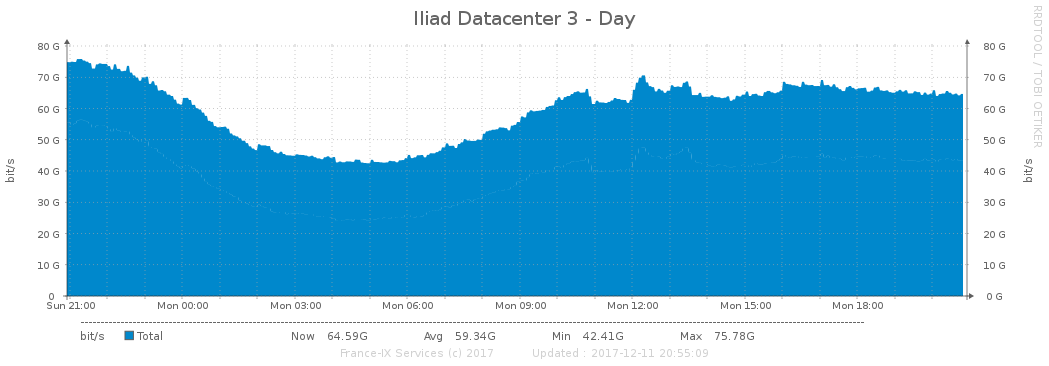 Iliad Datacenter 3 - Day
RRDTOOL / TOBI OETIKER
80 G 80 G
70 G 70 G
60 G 60 G
50 G 50 G
40 G 40 G
30 G 30 G
20 G 20 G
10 G 10 G
0 0 G
bit/s bit/s
Sun 21:00 Mon 00:00 Mon 03:00 Mon 06:00 Mon 09:00 Mon 12:00 Mon 15:00 Mon 18:00
bit/s Total Now 64.59G Avg 59.34G Min 42.41G Max 75.78G
France-IX Services (c) 2017 Updated : 2017-12-11 20:55:09